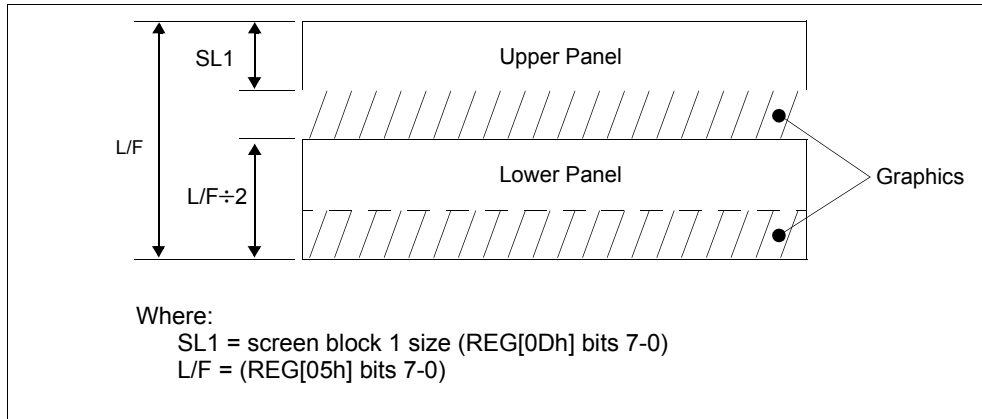 SL1
Upper Panel
L/F
Lower Panel
L/F÷2
Graphics
Where:
SL1 = screen block 1 size (REG[0Dh] bits 7-0)
L/F = (REG[05h] bits 7-0)